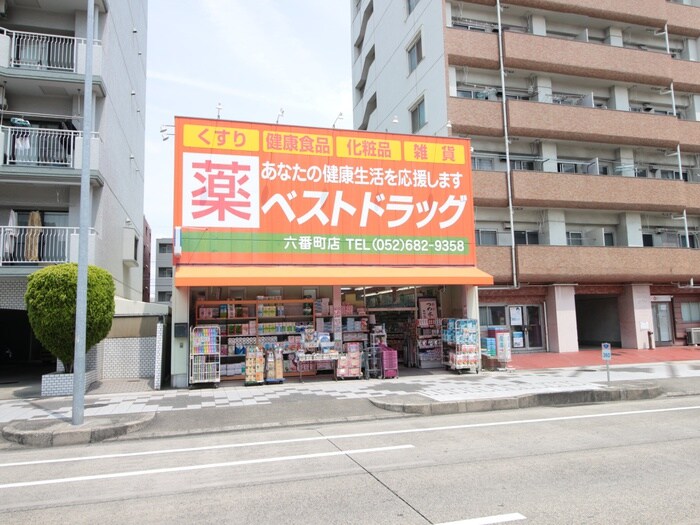 くすり 健康食品 化粧品 雑貨
薬
あなたの健康生活を応援します
ベストドラッグ
六番町店 TEL(052)682-9358